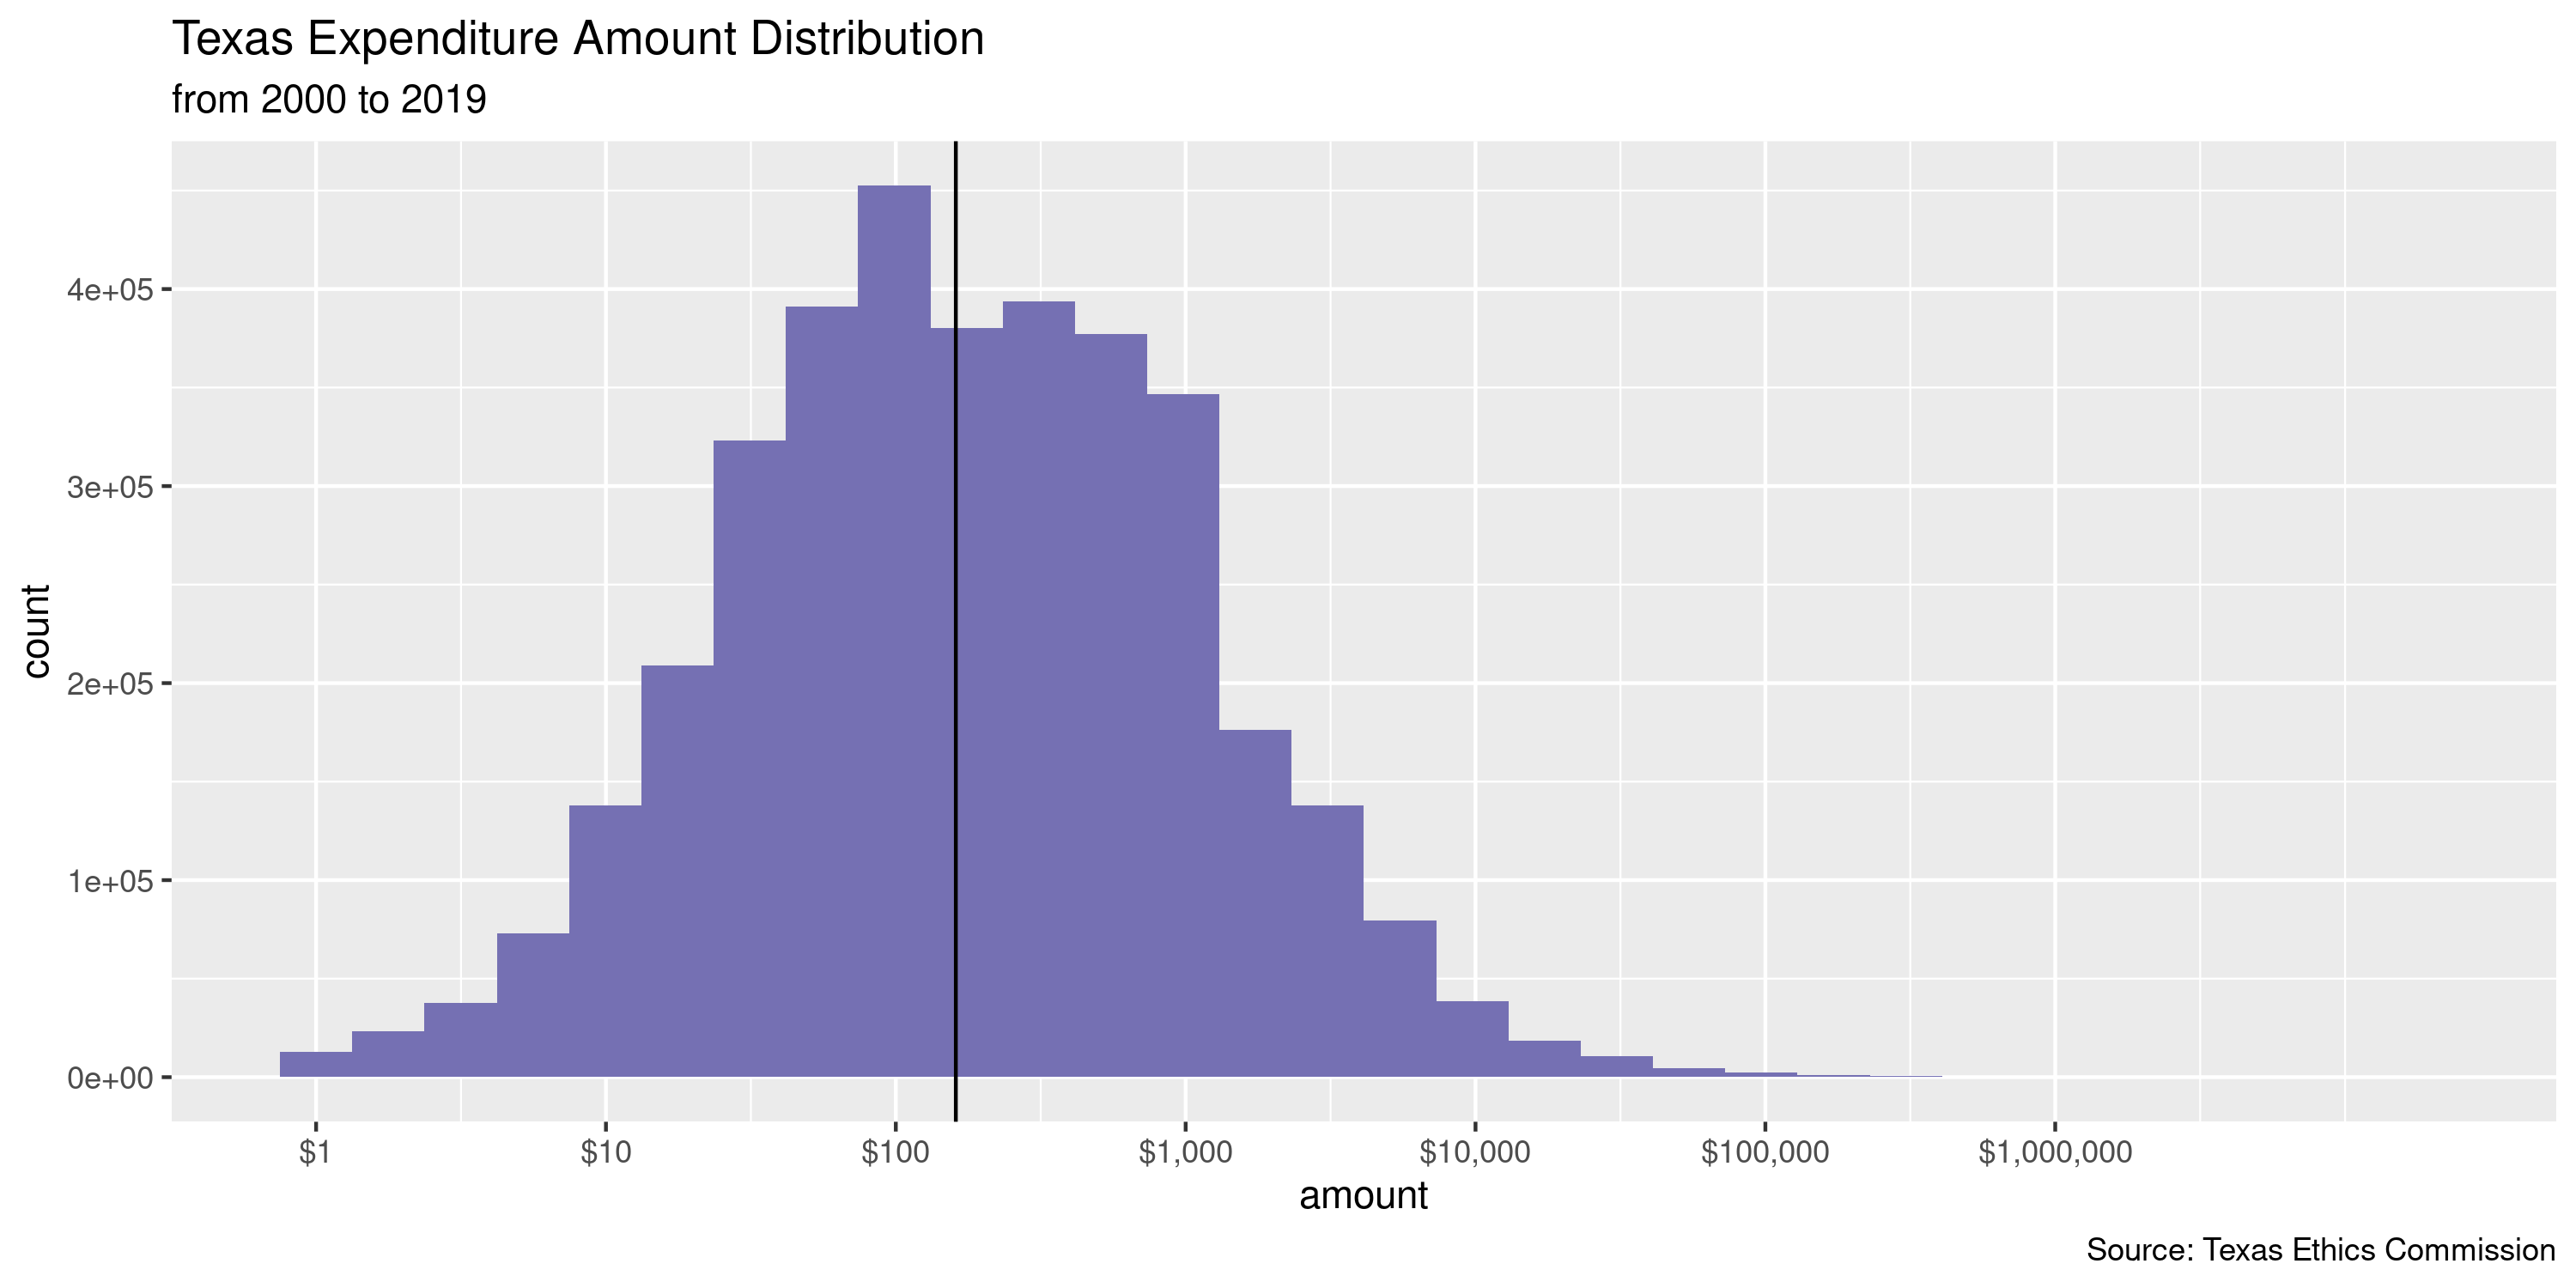 Texas Expenditure Amount Distribution
from 2000 to 2019
count
4e+05
3e+05
2e+05
1e+05
0e+00
$1 $10 $100 $1,000 $10,000 $100,000 $1,000,000
amount
Source: Texas Ethics Commission